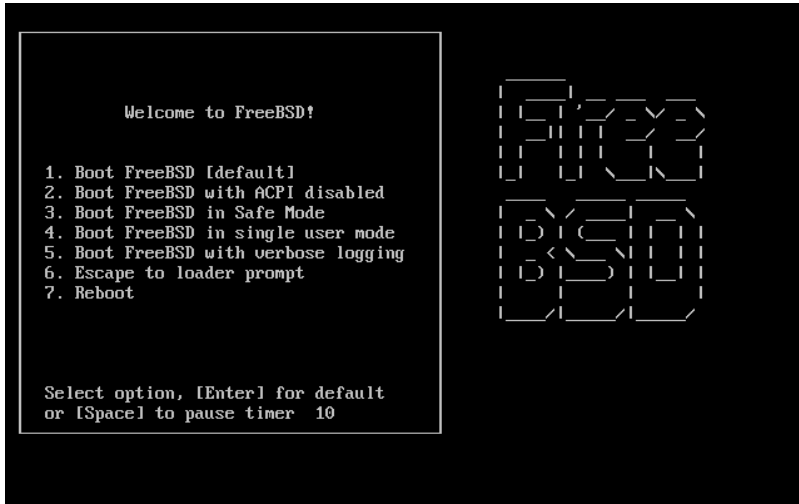 Welcome to FreeBSD!
1. Boot FreeBSD [default]
2. Boot FreeBSD with ACPI disabled
3. Boot FreeBSD in Safe Mode
4. Boot FreeBSD in single user mode
5. Boot FreeBSD with verbose logging
6. Escape to loader prompt
7. Reboot
Select option, [Enter] for default
or [Space] to pause timer  10
Free
BSD